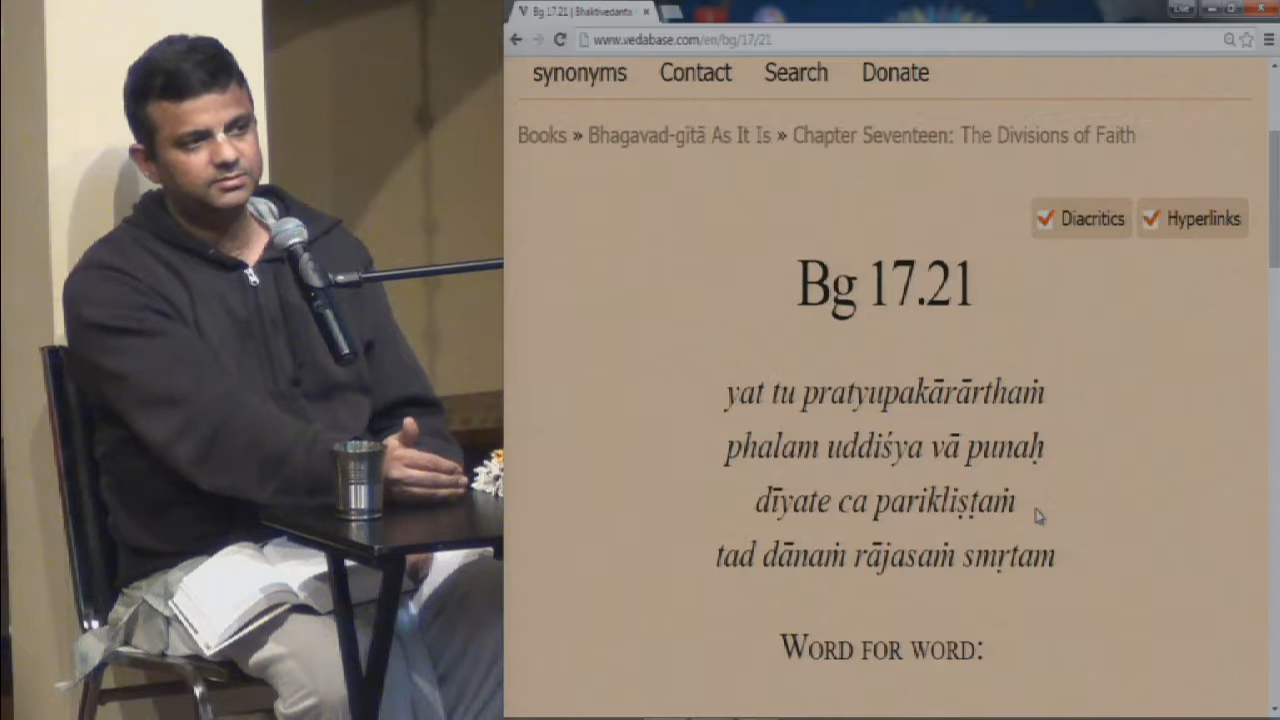 Live
Bg 17.21 | Bhaktivedanta
www.vedabase.com/en/bg/17/21
synonyms Contact Search Donate
Books » Bhagavad-gītā As It Is » Chapter Seventeen: The Divisions of Faith
Diacritics Hyperlinks
Bg 17.21
yat tu pratyupakārārthaṁ
phalam uddiśya vā punaḥ
dīyate ca parikliṣṭaṁ
tad dānaṁ rājasaṁ smṛtam
Word for word: